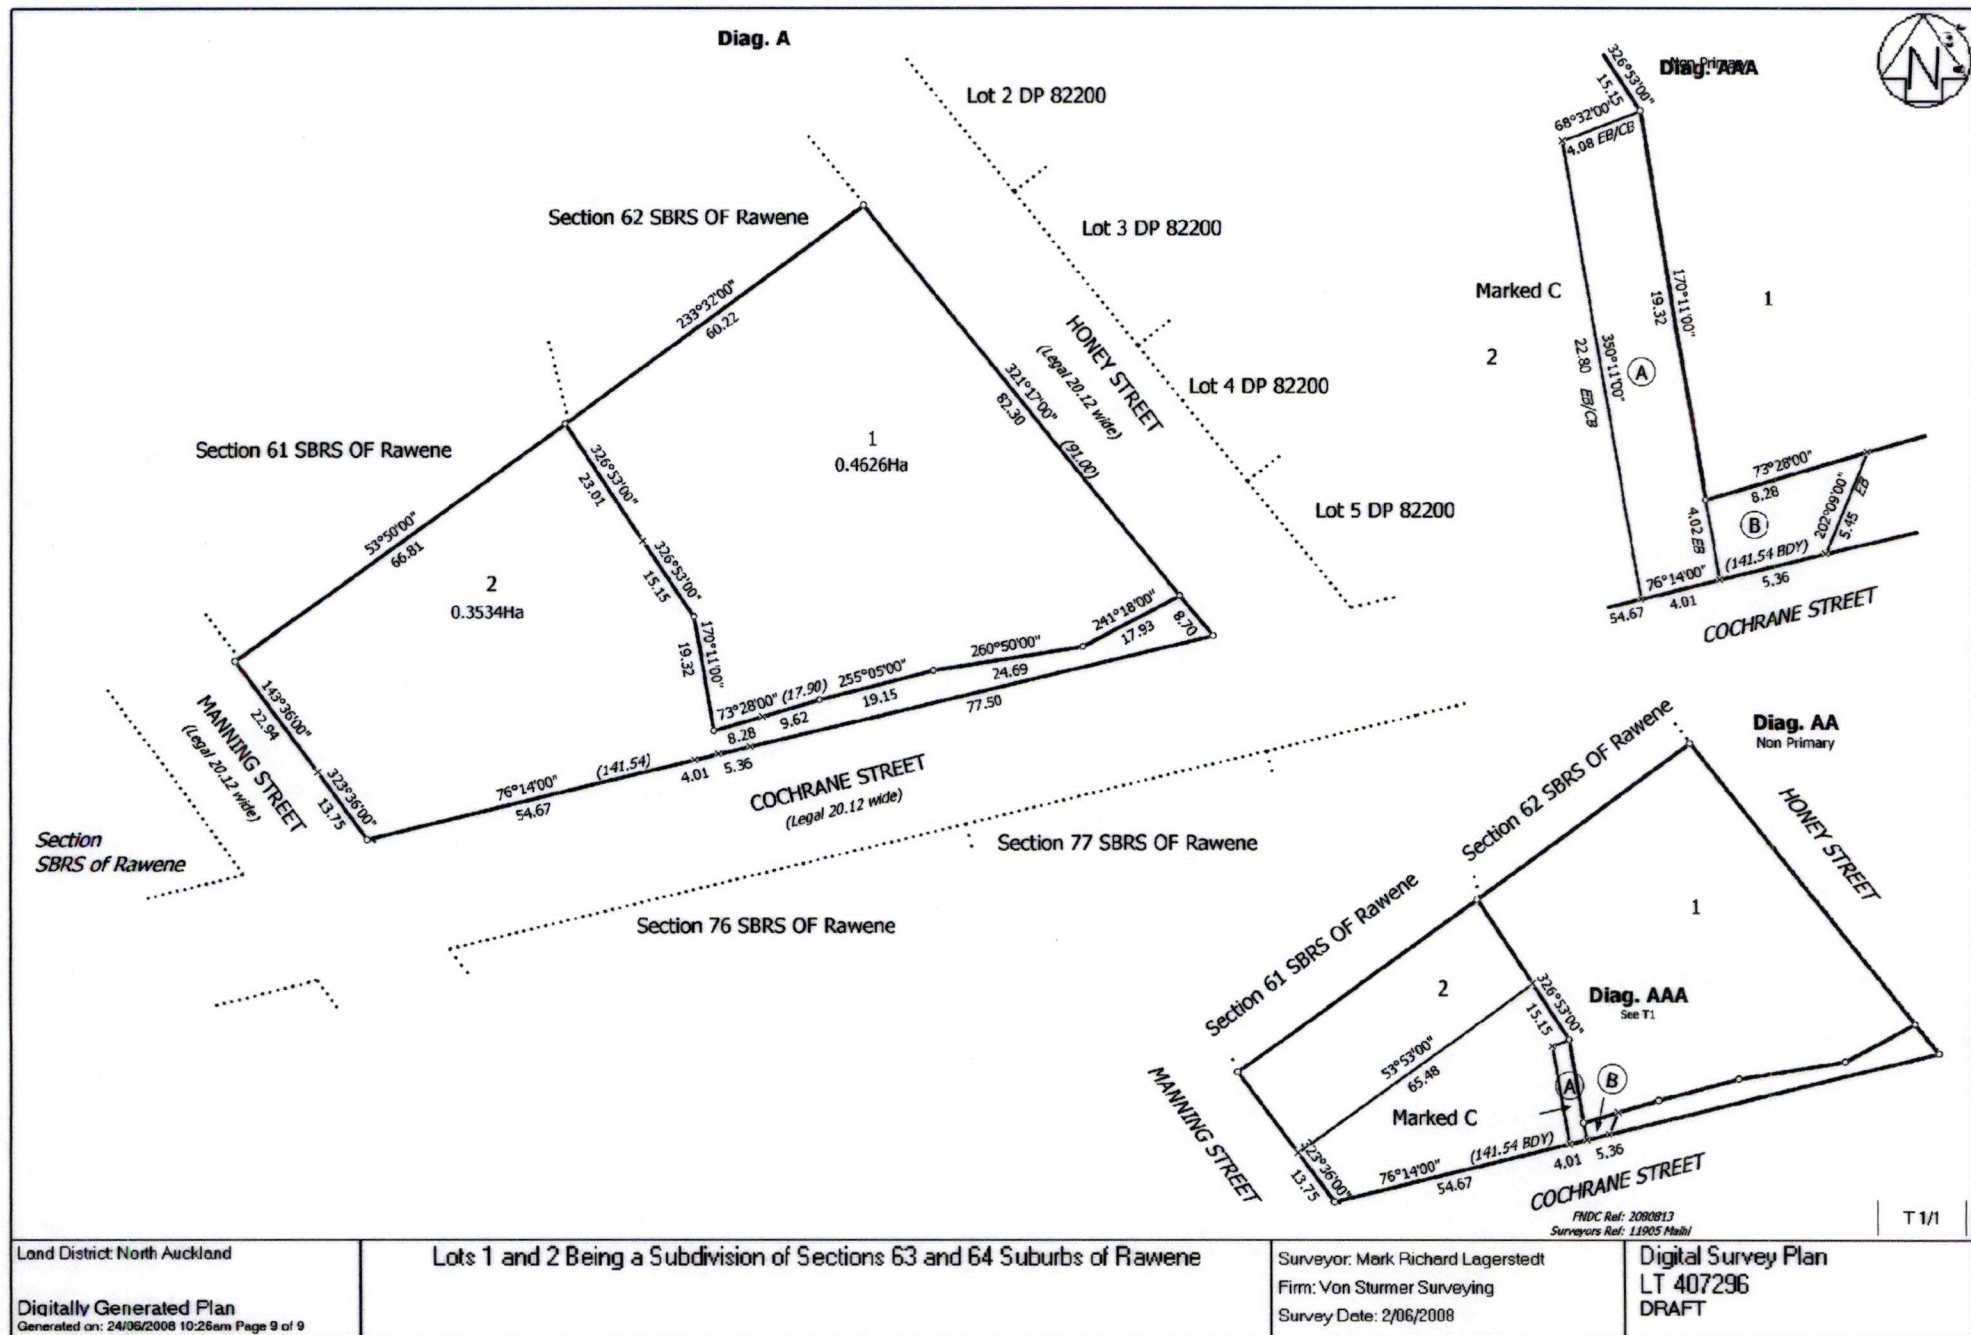 Diag. A
Lot 2 DP 82200
Section 62 SBRS OF Rawene
Lot 3 DP 82200
233°32'00"
60.22
HONEY STREET
(Legal 20.12 wide)
321°17'00"
82.30
(91.00)
Lot 4 DP 82200
Section 61 SBRS OF Rawene
1
0.4626Ha
326°53'00"
23.01
Lot 5 DP 82200
53°50'00"
66.81
2
0.3534Ha
326°53'00"
15.15
170°11'00"
19.32
241°18'00"
17.93
8.70
260°50'00"
24.69
255°05'00"
19.15
73°28'00" (17.90)
8.28
9.62
77.50
143°36'00"
22.94
MANNING STREET
(Legal 20.12 wide)
323°36'00"
13.75
76°14'00"
(141.54)
54.67
4.01
5.36
COCHRANE STREET
(Legal 20.12 wide)
Section
SBRS of Rawene
Section 77 SBRS OF Rawene
Section 76 SBRS OF Rawene
Diag. AAA
Non Primary
N
326°53'00"
15.15
68°32'00"
4.08 EB/CB
Marked C
2
1
170°11'00"
19.32
350°11'00"
22.80 EB/CB
A
73°28'00"
8.28
B
4.02 EB
202°09'00"
5.45
EB
76°14'00"
(141.54 BDY)
54.67
4.01
5.36
COCHRANE STREET
Diag. AA
Non Primary
Section 62 SBRS OF Rawene
HONEY STREET
Section 61 SBRS OF Rawene
1
2
326°53'00"
15.15
Diag. AAA
See T1
53°53'00"
65.48
A
B
Marked C
MANNING STREET
323°36'00"
13.75
76°14'00"
(141.54 BDY)
54.67
4.01
5.36
COCHRANE STREET
FNDC Ref: 2080813
Surveyors Ref: 11905 Malhi
T 1/1
Land District: North Auckland
Digitally Generated Plan
Generated on: 24/06/2008 10:26am Page 9 of 9
Lots 1 and 2 Being a Subdivision of Sections 63 and 64 Suburbs of Rawene
Surveyor: Mark Richard Lagerstedt
Firm: Von Sturmer Surveying
Survey Date: 2/06/2008
Digital Survey Plan
LT 407296
DRAFT